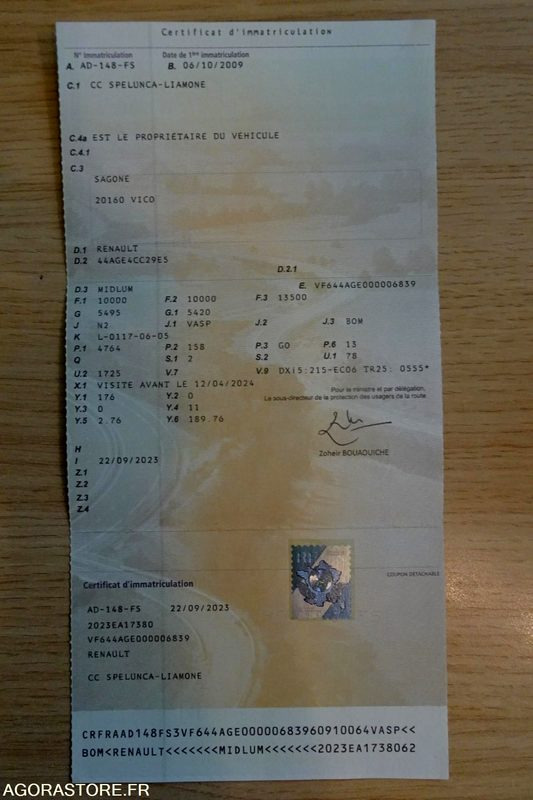 Certificat d'immatriculation
N° Immatriculation Date de 1ère immatriculation
A. AD-148-FS B. 06/10/2009
C.1 CC SPELUNCA-LIAMONE
C.4a EST LE PROPRIÉTAIRE DU VEHICULE
C.4.1
C.3
SAGONE
20160 VICO
D.1 RENAULT
D.2 44AGE4CC29E5
D.2.1
D.3 MIDLUM E. VF644AGE000006839
F.1 10000 F.2 10000 F.3 13500
G 5495 G.1 5420
J N2 J.1 VASP J.2 J.3 BOM
K L-0117-06-05
P.1 4764 P.2 158 P.3 GO P.6 13
Q S.1 2 S.2 U.1 78
U.2 1725 V.7 V.9 DXI5:215-EC06 TR25: 0555*
X.1 VISITE AVANT LE 12/04/2024
Y.1 176 Y.2 0
Y.3 0 Y.4 11
Y.5 2.76 Y.6 189.76
Pour le ministre et par délégation,
Le sous-directeur de la protection des usagers de la route
Zoheir BOUAOUICHE
H
I 22/09/2023
Z.1
Z.2
Z.3
Z.4
COUPON DÉTACHABLE
Certificat d'immatriculation
AD-148-FS 22/09/2023
2023EA17380
VF644AGE000006839
RENAULT
CC SPELUNCA-LIAMONE
CRFRAAD148FS3VF644AGE00000683960910064VASP<<
BOM<RENAULT<<<<<<<MIDLUM<<<<<<<2023EA1738062
AGORASTORE.FR